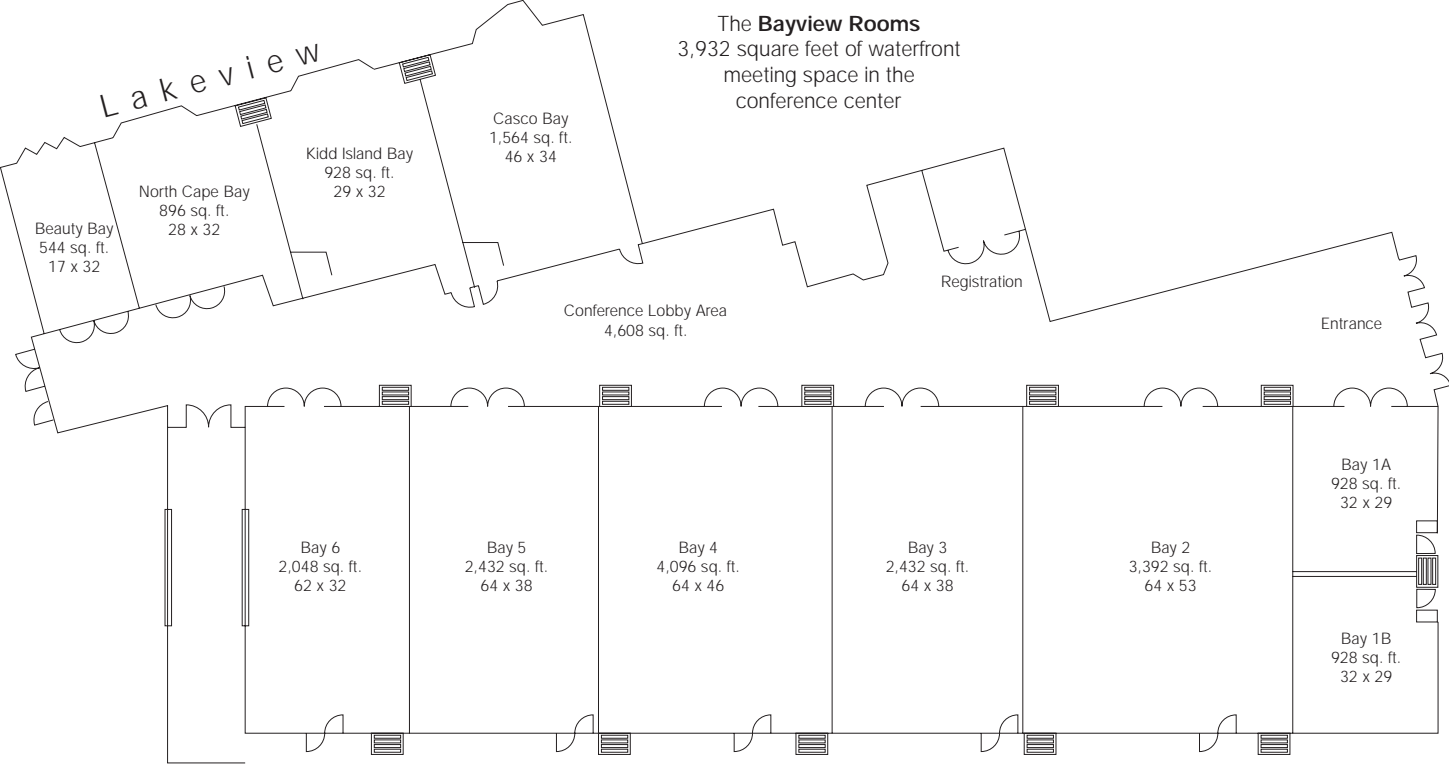 The Bayview Rooms
3,932 square feet of waterfront
meeting space in the
conference center
Lakeview
Casco Bay
1,564 sq. ft.
46 x 34
Kidd Island Bay
928 sq. ft.
29 x 32
North Cape Bay
896 sq. ft.
28 x 32
Beauty Bay
544 sq. ft.
17 x 32
Registration
Conference Lobby Area
4,608 sq. ft.
Entrance
Bay 6
2,048 sq. ft.
62 x 32
Bay 5
2,432 sq. ft.
64 x 38
Bay 4
4,096 sq. ft.
64 x 46
Bay 3
2,432 sq. ft.
64 x 38
Bay 2
3,392 sq. ft.
64 x 53
Bay 1A
928 sq. ft.
32 x 29
Bay 1B
928 sq. ft.
32 x 29